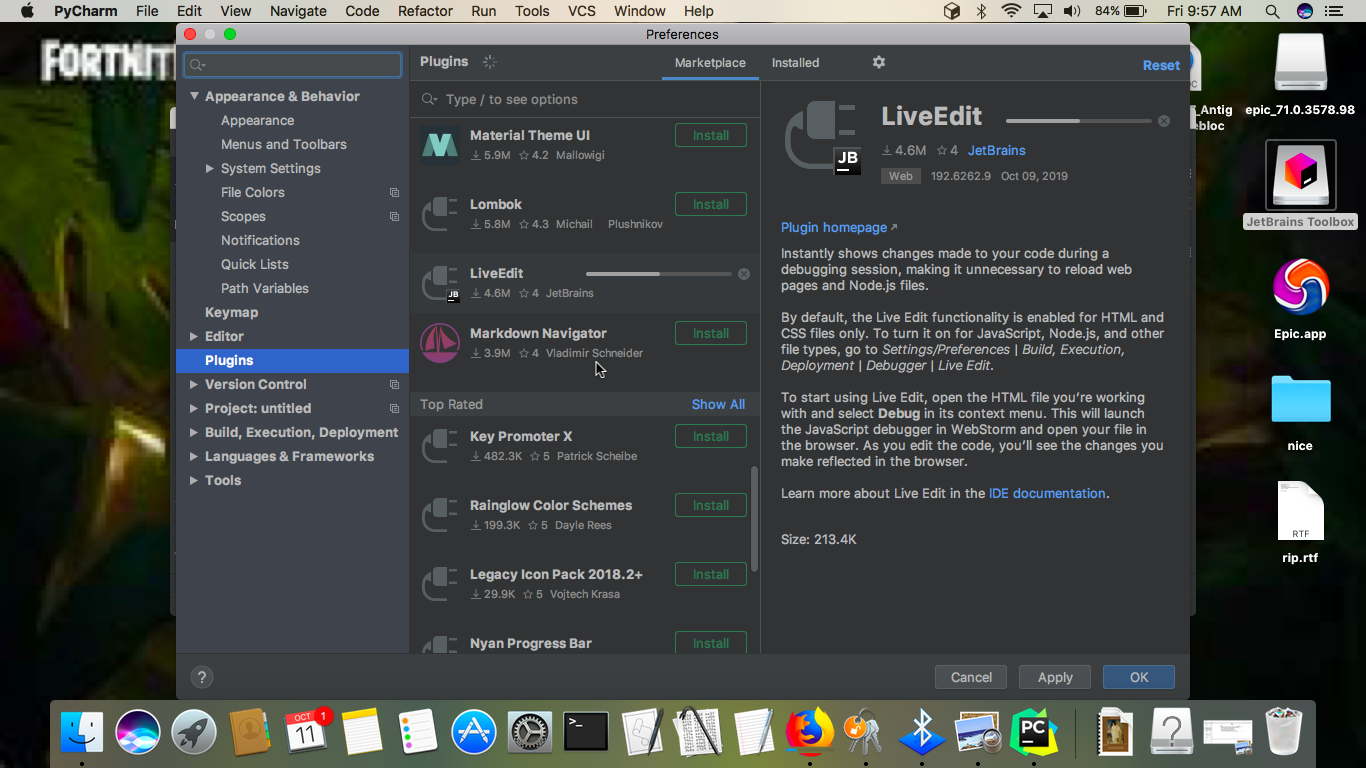 PyCharm File Edit View Navigate Code Refactor Run Tools VCS Window Help 84% Fri 9:57 AM
FORTNIT
Preferences
Appearance & Behavior
Appearance
Menus and Toolbars
System Settings
File Colors
Scopes
Notifications
Quick Lists
Path Variables
Keymap
Editor
Plugins
Version Control
Project: untitled
Build, Execution, Deployment
Languages & Frameworks
Tools
Plugins Marketplace Installed Reset
Type / to see options
Material Theme UI Install
5.9M 4.2 Mallowigi
Lombok Install
5.8M 4.3 Michail Plushnikov
LiveEdit
JB 4.6M 4 JetBrains
Markdown Navigator Install
3.9M 4 Vladimir Schneider
Top Rated Show All
Key Promoter X Install
482.3K 5 Patrick Scheibe
Rainglow Color Schemes Install
199.3K 5 Dayle Rees
Legacy Icon Pack 2018.2+ Install
29.9K 5 Vojtech Krasa
Nyan Progress Bar Install
JB
LiveEdit
4.6M 4 JetBrains
Web 192.6262.9 Oct 09, 2019
Plugin homepage
Instantly shows changes made to your code during a
debugging session, making it unnecessary to reload web
pages and Node.js files.
By default, the Live Edit functionality is enabled for HTML and
CSS files only. To turn it on for JavaScript, Node.js, and other
file types, go to Settings/Preferences | Build, Execution,
Deployment | Debugger | Live Edit.
To start using Live Edit, open the HTML file you're working
with and select Debug in its context menu. This will launch
the JavaScript debugger in WebStorm and open your file in
the browser. As you edit the code, you'll see the changes you
make reflected in the browser.
Learn more about Live Edit in the IDE documentation.
Size: 213.4K
? Cancel Apply OK
_Antig
ebloc
epic_71.0.3578.98
JetBrains Toolbox
Epic.app
nice
RTF
rip.rtf
OCT
11
1
>_
PC
?